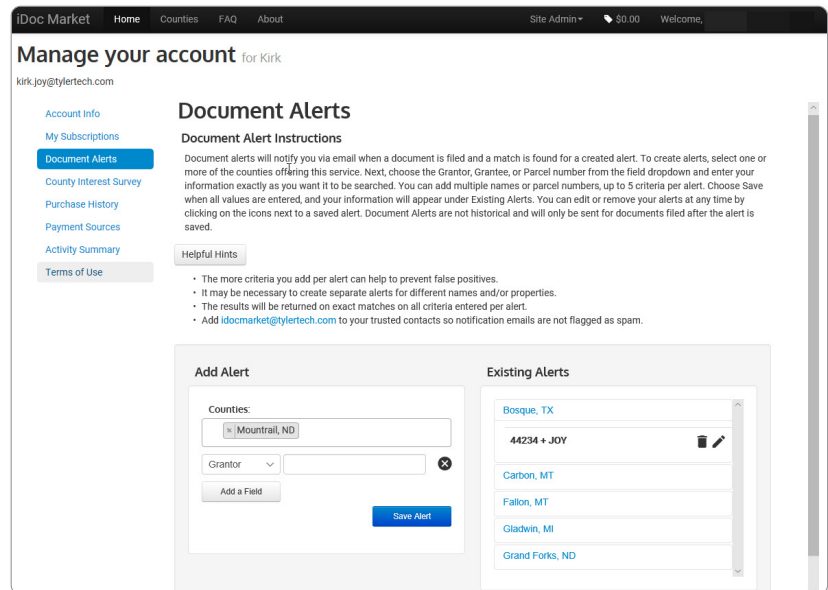 iDoc Market Home Counties FAQ About Site Admin $0.00 Welcome,
Manage your account for Kirk
kirk.joy@tylertech.com
Account Info
My Subscriptions
Document Alerts
County Interest Survey
Purchase History
Payment Sources
Activity Summary
Terms of Use
Document Alerts
Document Alert Instructions
Document alerts will notify you via email when a document is filed and a match is found for a created alert. To create alerts, select one or
more of the counties offering this service. Next, choose the Grantor, Grantee, or Parcel number from the field dropdown and enter your
information exactly as you want it to be searched. You can add multiple names or parcel numbers, up to 5 criteria per alert. Choose Save
when all values are entered, and your information will appear under Existing Alerts. You can edit or remove your alerts at any time by
clicking on the icons next to a saved alert. Document Alerts are not historical and will only be sent for documents filed after the alert is
saved.
Helpful Hints
• The more criteria you add per alert can help to prevent false positives.
• It may be necessary to create separate alerts for different names and/or properties.
• The results will be returned on exact matches on all criteria entered per alert.
• Add idocmarket@tylertech.com to your trusted contacts so notification emails are not flagged as spam.
Add Alert
Counties:
× Mountrail, ND
Grantor
Add a Field
Save Alert
Existing Alerts
Bosque, TX
44234 + JOY
Carbon, MT
Fallon, MT
Gladwin, MI
Grand Forks, ND